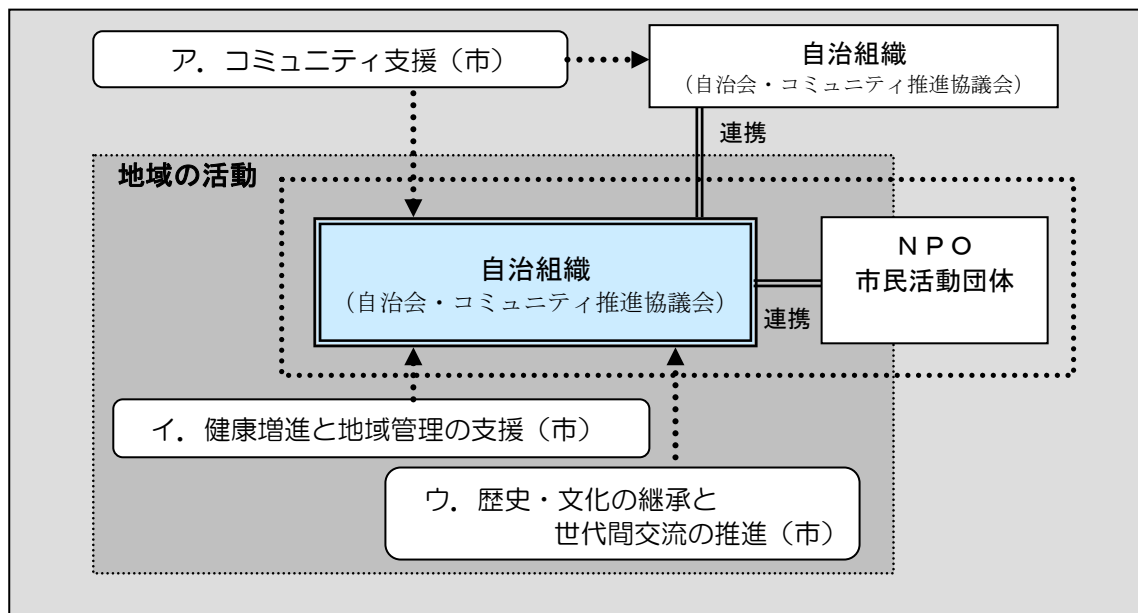 ア．コミュニティ支援（市）
自治組織
（自治会・コミュニティ推進協議会）
連携
地域の活動
自治組織
（自治会・コミュニティ推進協議会）
連携
ＮＰＯ
市民活動団体
イ．健康増進と地域管理の支援（市）
ウ．歴史・文化の継承と
世代間交流の推進（市）